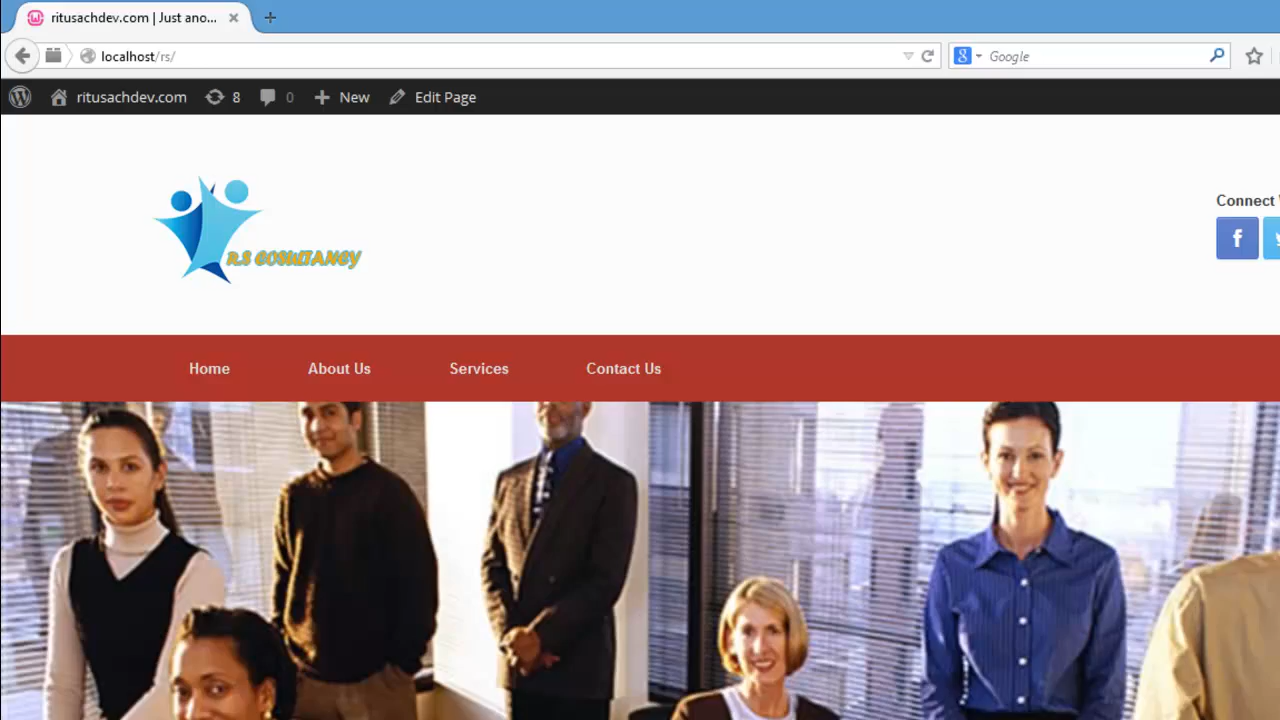 ritusachdev.com | Just ano...
localhost/rs/
Google
ritusachdev.com 8 0 New Edit Page
R.S COSULTANCY
Connect
Home About Us Services Contact Us